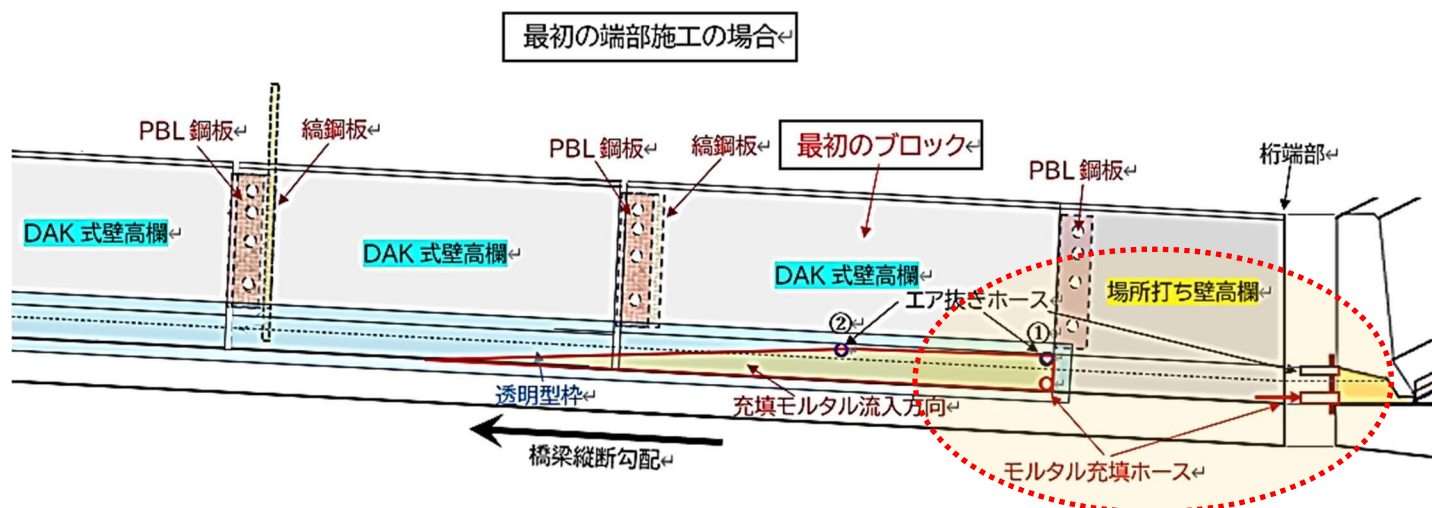 最初の端部施工の場合↵
PBL 鋼板↵
縞鋼板↵
PBL 鋼板↵
縞鋼板↵
最初のブロック↵
PBL 鋼板↵
桁端部↵
DAK 式壁高欄↵
DAK 式壁高欄↵
DAK 式壁高欄↵
場所打ち壁高欄↵
エア抜きホース↵
②↵
①↵
透明型枠↵
充填モルタル流入方向↵
橋梁縦断勾配↵
モルタル充填ホース↵